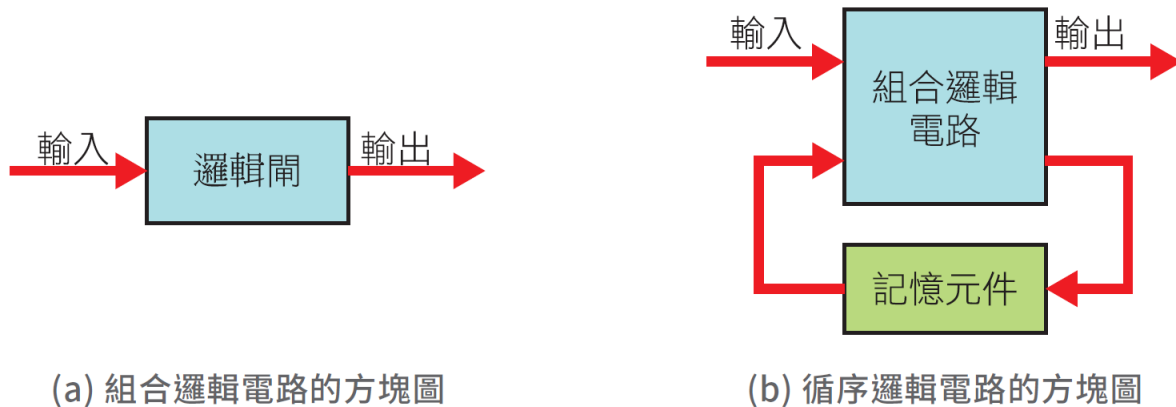 輸入
邏輯閘
輸出
(a) 組合邏輯電路的方塊圖
輸入
組合邏輯
電路
輸出
記憶元件
(b) 循序邏輯電路的方塊圖